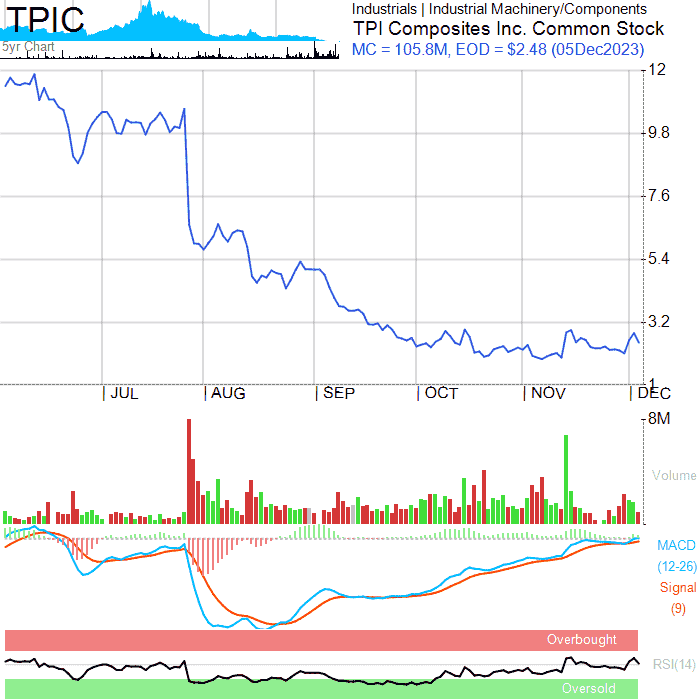 TPIC
Industrials | Industrial Machinery/Components
TPI Composites Inc. Common Stock
MC = 105.8M, EOD = $2.48 (05Dec2023)
5yr Chart
12
9.8
7.6
5.4
3.2
1
| JUL | AUG | SEP | OCT | NOV | DEC
8M
Volume
MACD
(12-26)
Signal
(9)
Overbought
RSI(14)
Oversold